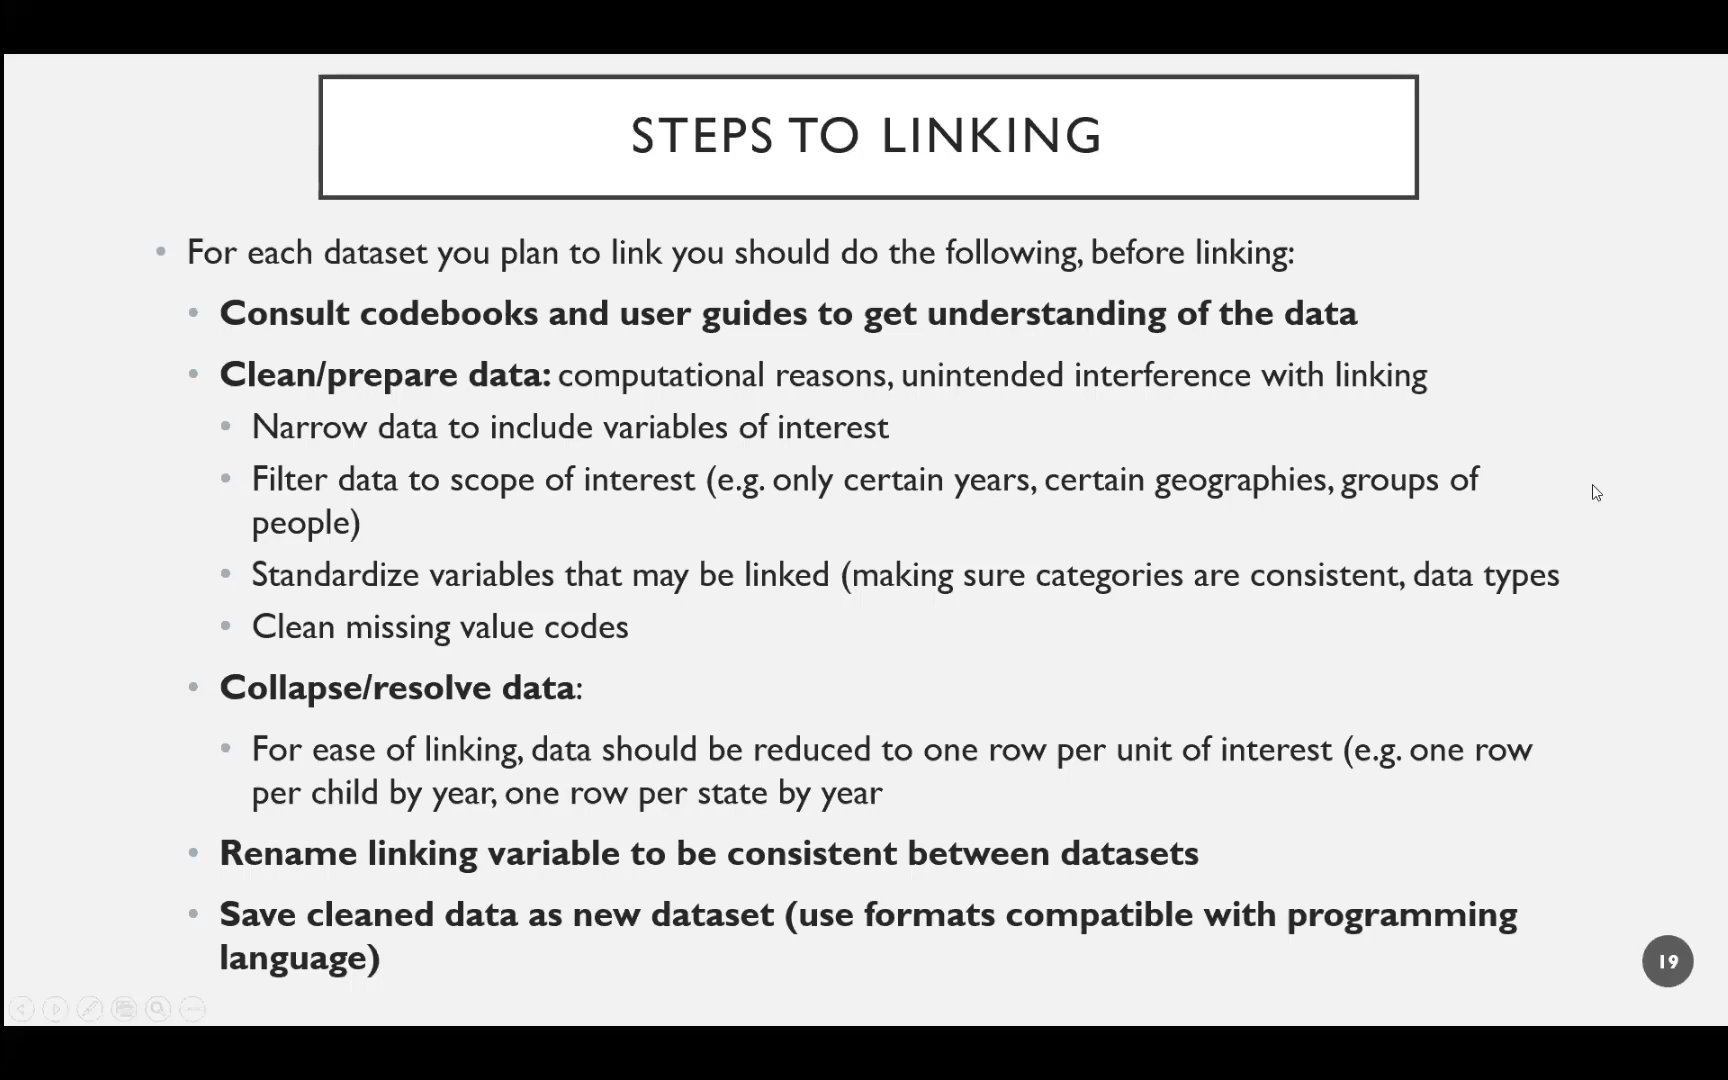 STEPS TO LINKING
• For each dataset you plan to link you should do the following, before linking:
• Consult codebooks and user guides to get understanding of the data
• Clean/prepare data: computational reasons, unintended interference with linking
• Narrow data to include variables of interest
• Filter data to scope of interest (e.g. only certain years, certain geographies, groups of
people)
• Standardize variables that may be linked (making sure categories are consistent, data types
• Clean missing value codes
• Collapse/resolve data:
• For ease of linking, data should be reduced to one row per unit of interest (e.g. one row
per child by year, one row per state by year
• Rename linking variable to be consistent between datasets
• Save cleaned data as new dataset (use formats compatible with programming
language)
19